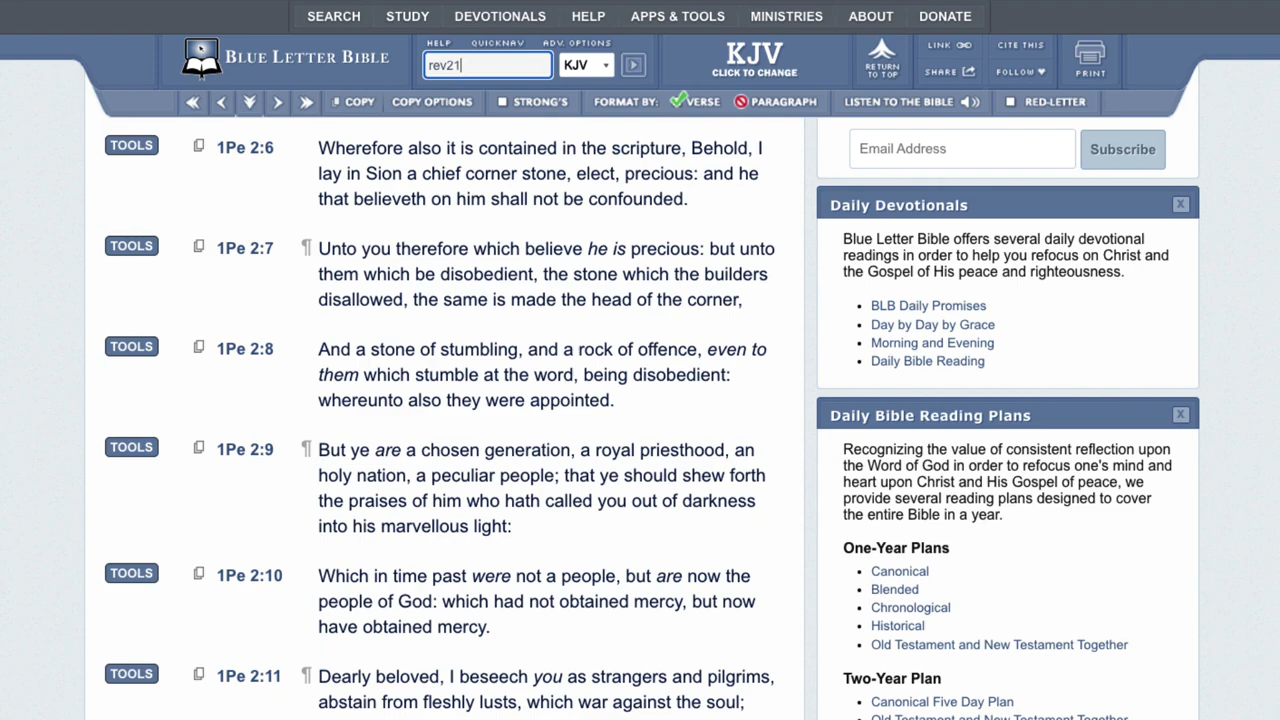 SEARCH STUDY DEVOTIONALS HELP APPS & TOOLS MINISTRIES ABOUT DONATE
BLUE LETTER BIBLE
HELP QUICKNAV ADV. OPTIONS
rev21 KJV
KJV
CLICK TO CHANGE
RETURN
TO TOP
LINK CITE THIS
SHARE FOLLOW
PRINT
COPY COPY OPTIONS STRONG'S FORMAT BY: VERSE PARAGRAPH LISTEN TO THE BIBLE RED-LETTER
TOOLS 1Pe 2:6 Wherefore also it is contained in the scripture, Behold, I
lay in Sion a chief corner stone, elect, precious: and he
that believeth on him shall not be confounded.
TOOLS 1Pe 2:7 ¶ Unto you therefore which believe he is precious: but unto
them which be disobedient, the stone which the builders
disallowed, the same is made the head of the corner,
TOOLS 1Pe 2:8 And a stone of stumbling, and a rock of offence, even to
them which stumble at the word, being disobedient:
whereunto also they were appointed.
TOOLS 1Pe 2:9 ¶ But ye are a chosen generation, a royal priesthood, an
holy nation, a peculiar people; that ye should shew forth
the praises of him who hath called you out of darkness
into his marvellous light:
TOOLS 1Pe 2:10 Which in time past were not a people, but are now the
people of God: which had not obtained mercy, but now
have obtained mercy.
TOOLS 1Pe 2:11 ¶ Dearly beloved, I beseech you as strangers and pilgrims,
abstain from fleshly lusts, which war against the soul;
Email Address Subscribe
Daily Devotionals X
Blue Letter Bible offers several daily devotional
readings in order to help you refocus on Christ and
the Gospel of His peace and righteousness.
• BLB Daily Promises
• Day by Day by Grace
• Morning and Evening
• Daily Bible Reading
Daily Bible Reading Plans X
Recognizing the value of consistent reflection upon
the Word of God in order to refocus one's mind and
heart upon Christ and His Gospel of peace, we
provide several reading plans designed to cover
the entire Bible in a year.
One-Year Plans
• Canonical
• Blended
• Chronological
• Historical
• Old Testament and New Testament Together
Two-Year Plan
• Canonical Five Day Plan
• Old Testament and New Testament Together